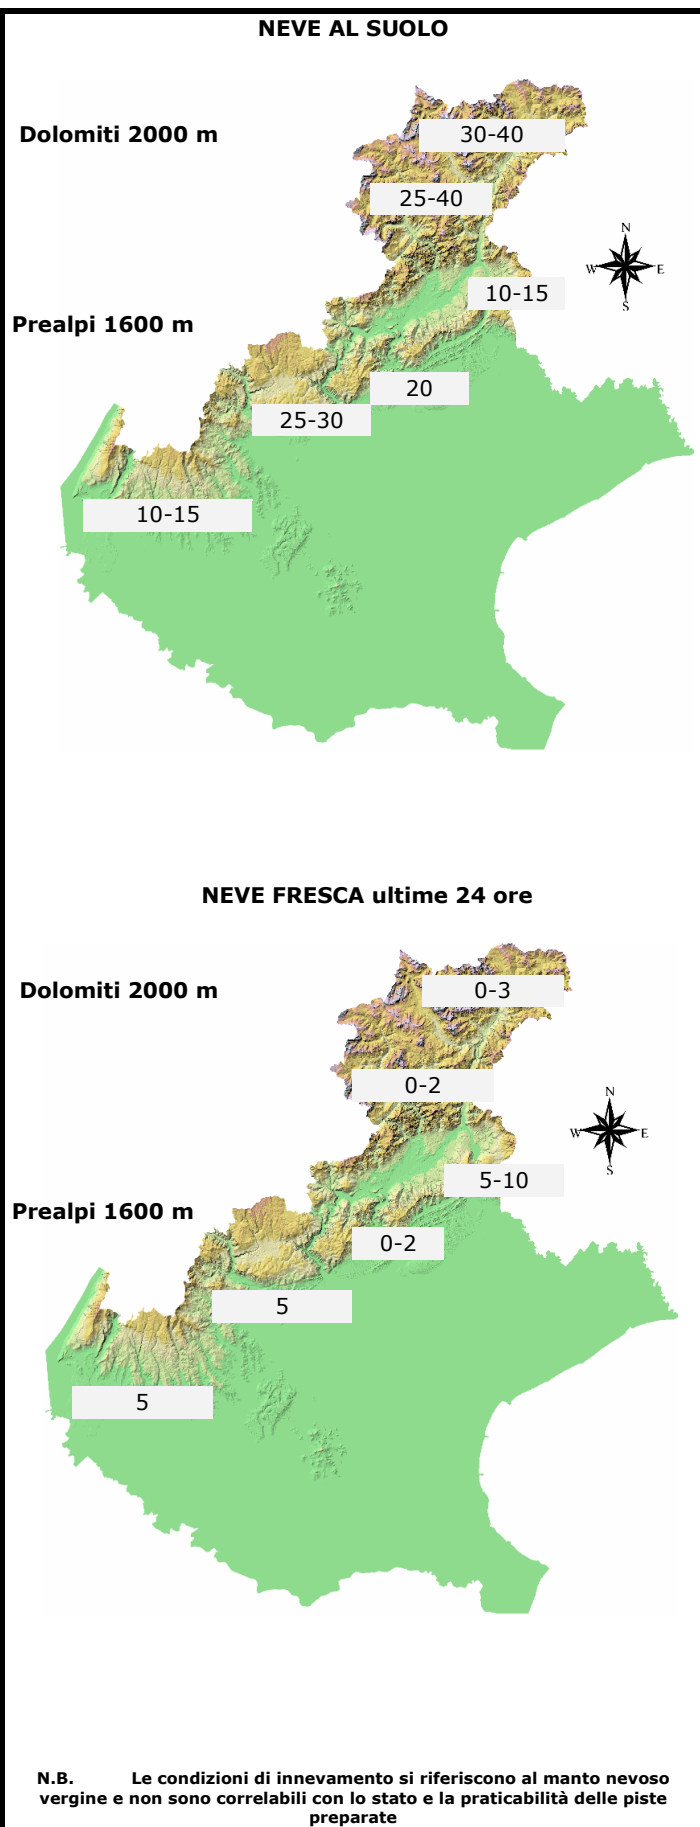 NEVE AL SUOLO
Dolomiti 2000 m
30-40
25-40
N
W
E
S
10-15
Prealpi 1600 m
20
25-30
10-15
NEVE FRESCA ultime 24 ore
Dolomiti 2000 m
0-3
0-2
N
W
E
S
5-10
Prealpi 1600 m
0-2
5
5
N.B. Le condizioni di innevamento si riferiscono al manto nevoso
vergine e non sono correlabili con lo stato e la praticabilità delle piste
preparate